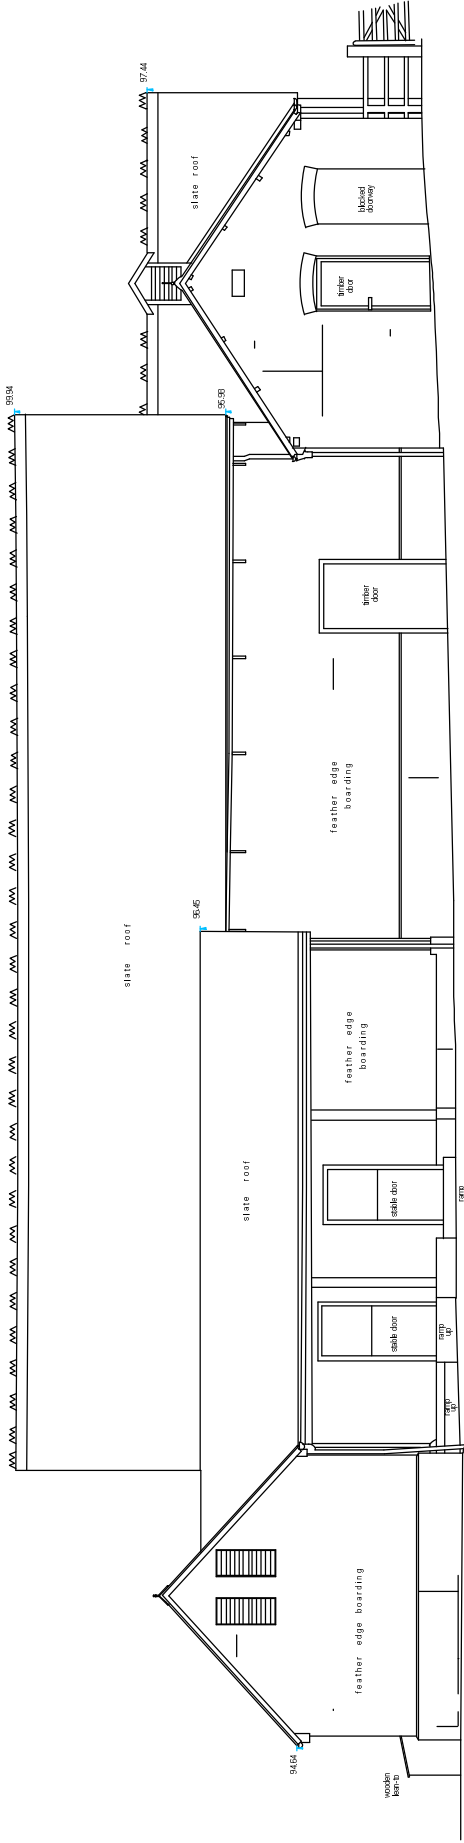 94.64
wooden
lean-to
feather edge boarding
ramp
up
stable door
ramp
up
stable door
ramp
slate roof
feather edge
boarding
96.45
slate roof
feather edge
boarding
timber
door
99.94
95.98
timber
door
blocked
doorway
slate roof
97.44